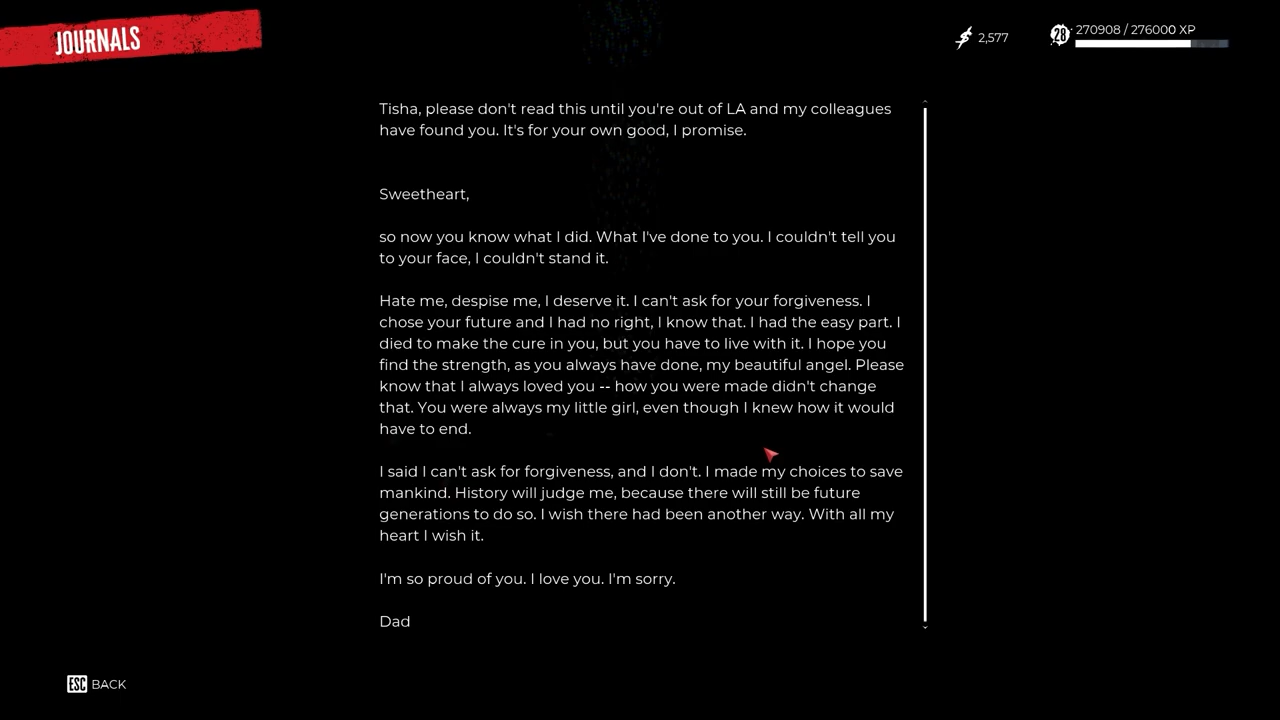 JOURNALS
2,577
28
270908 / 276000 XP
Tisha, please don't read this until you're out of LA and my colleagues
have found you. It's for your own good, I promise.
Sweetheart,
so now you know what I did. What I've done to you. I couldn't tell you
to your face, I couldn't stand it.
Hate me, despise me, I deserve it. I can't ask for your forgiveness. I
chose your future and I had no right, I know that. I had the easy part. I
died to make the cure in you, but you have to live with it. I hope you
find the strength, as you always have done, my beautiful angel. Please
know that I always loved you -- how you were made didn't change
that. You were always my little girl, even though I knew how it would
have to end.
I said I can't ask for forgiveness, and I don't. I made my choices to save
mankind. History will judge me, because there will still be future
generations to do so. I wish there had been another way. With all my
heart I wish it.
I'm so proud of you. I love you. I'm sorry.
Dad
ESC BACK